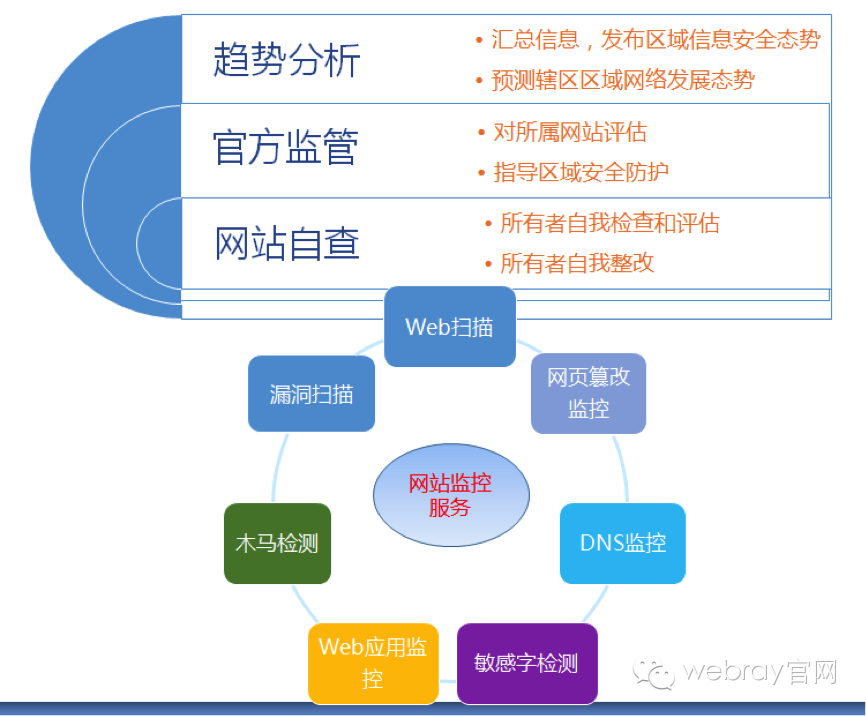 趋势分析
• 汇总信息，发布区域信息安全态势
• 预测辖区区域网络发展态势
官方监管
• 对所属网站评估
• 指导区域安全防护
网站自查
• 所有者自我检查和评估
• 所有者自我整改
Web扫描
漏洞扫描
网页篡改
监控
网站监控
服务
木马检测
DNS监控
Web应用监
控
敏感字检测
webray官网